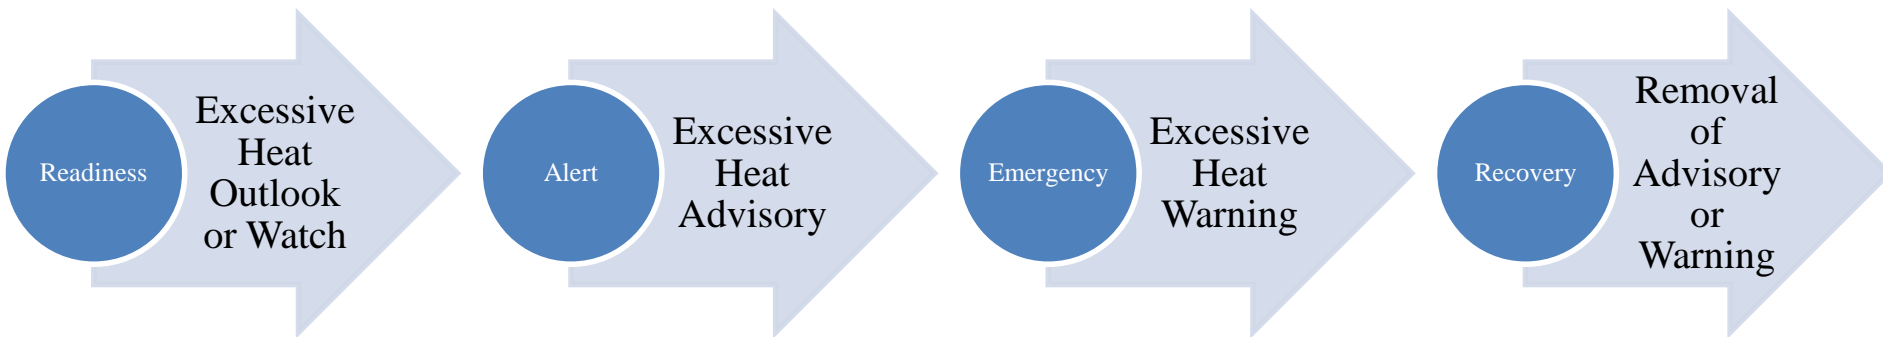 Readiness
Excessive
Heat
Outlook
or Watch
Alert
Excessive
Heat
Advisory
Emergency
Excessive
Heat
Warning
Recovery
Removal
of
Advisory
or
Warning